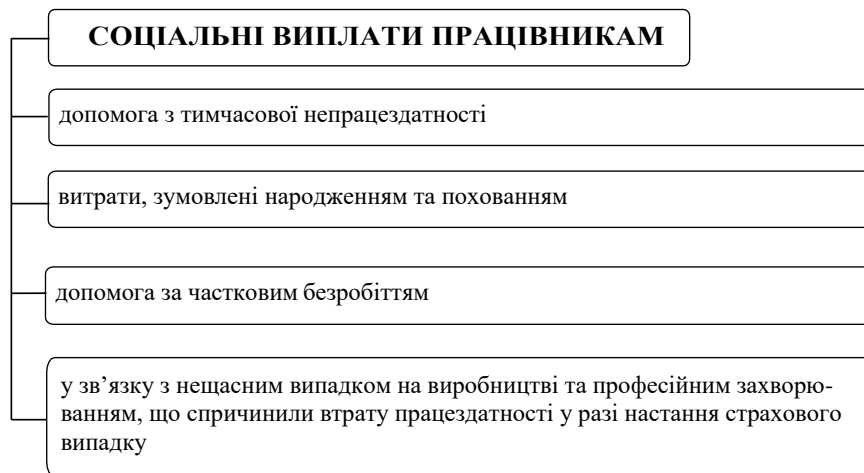 СОЦІАЛЬНІ ВИПЛАТИ ПРАЦІВНИКАМ
допомога з тимчасової непрацездатності
витрати, зумовлені народженням та похованням
допомога за частковим безробіттям
у зв’язку з нещасним випадком на виробництві та професійним захворю-
ванням, що спричинили втрату працездатності у разі настання страхового
випадку